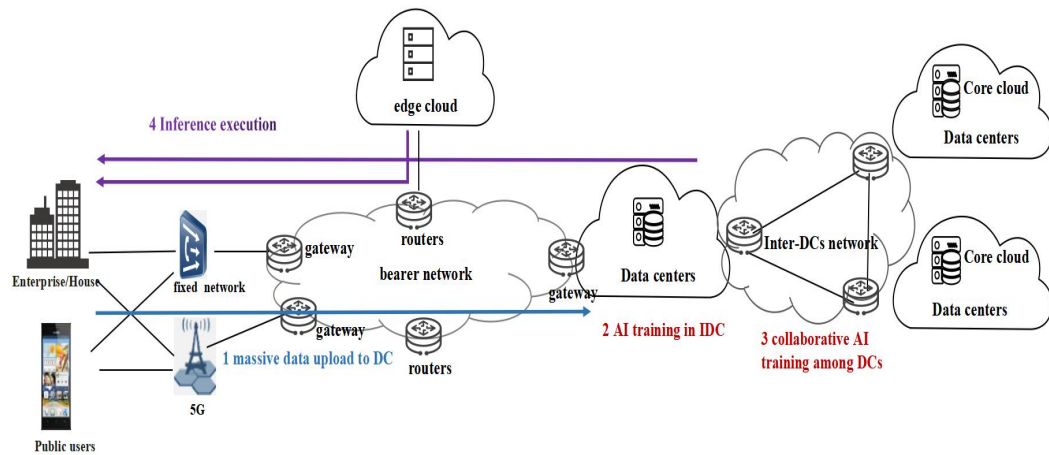 edge cloud
Core cloud
Data centers
4 Inference execution
gateway
routers
bearer network
gateway
Data centers
Inter-DCs network
Core cloud
Data centers
Enterprise/House
fixed network
gateway
routers
1 massive data upload to DC
2 AI training in IDC
3 collaborative AI
training among DCs
5G
Public users